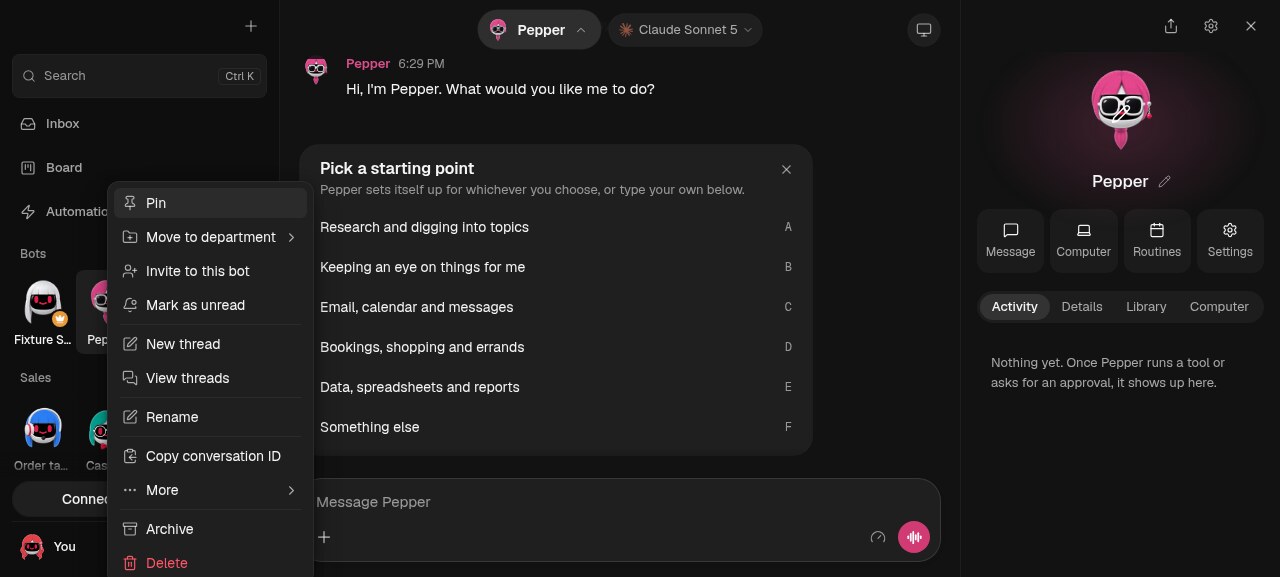 Search
Ctrl K
Inbox
Board
Bots
Fixture S...
Sales
Order ta...
You
Pin
Move to department
Invite to this bot
Mark as unread
New thread
View threads
Rename
Copy conversation ID
More
Archive
Delete
Pepper
Claude Sonnet 5
Pepper 6:29 PM
Hi, I'm Pepper. What would you like me to do?
Pick a starting point
Pepper sets itself up for whichever you choose, or type your own below.
Research and digging into topics A
Keeping an eye on things for me B
Email, calendar and messages C
Bookings, shopping and errands D
Data, spreadsheets and reports E
Something else F
Message Pepper
Pepper
Message
Computer
Routines
Settings
Activity
Details
Library
Computer
Nothing yet. Once Pepper runs a tool or
asks for an approval, it shows up here.